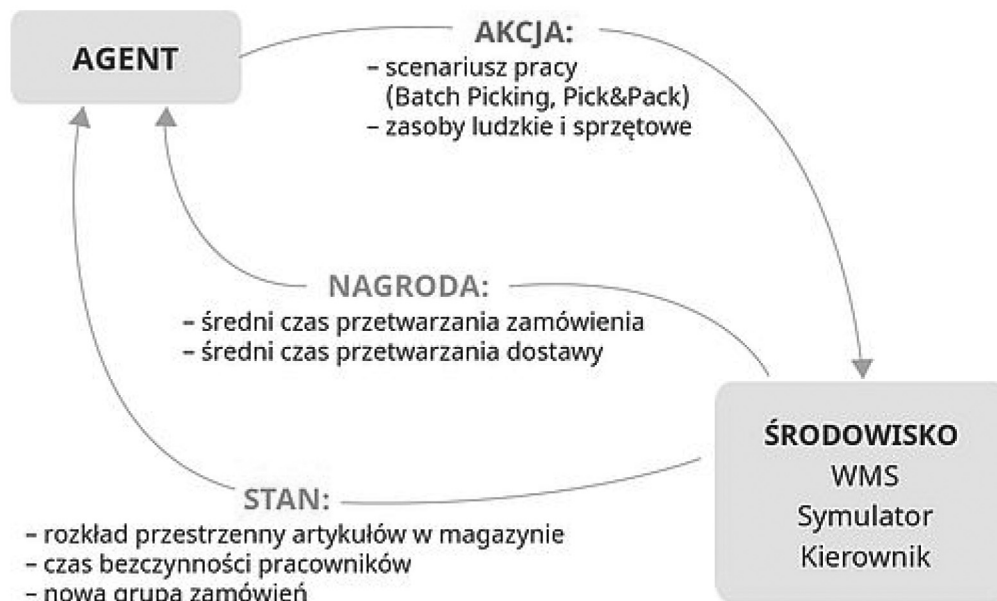 AGENT
AKCJA:
– scenariusz pracy
(Batch Picking, Pick&Pack)
– zasoby ludzkie i sprzętowe
NAGRODA:
– średni czas przetwarzania zamówienia
– średni czas przetwarzania dostawy
ŚRODOWISKO
WMS
Symulator
Kierownik
STAN:
– rozkład przestrzenny artykułów w magazynie
– czas bezczynności pracowników
– nowa grupa zamówień